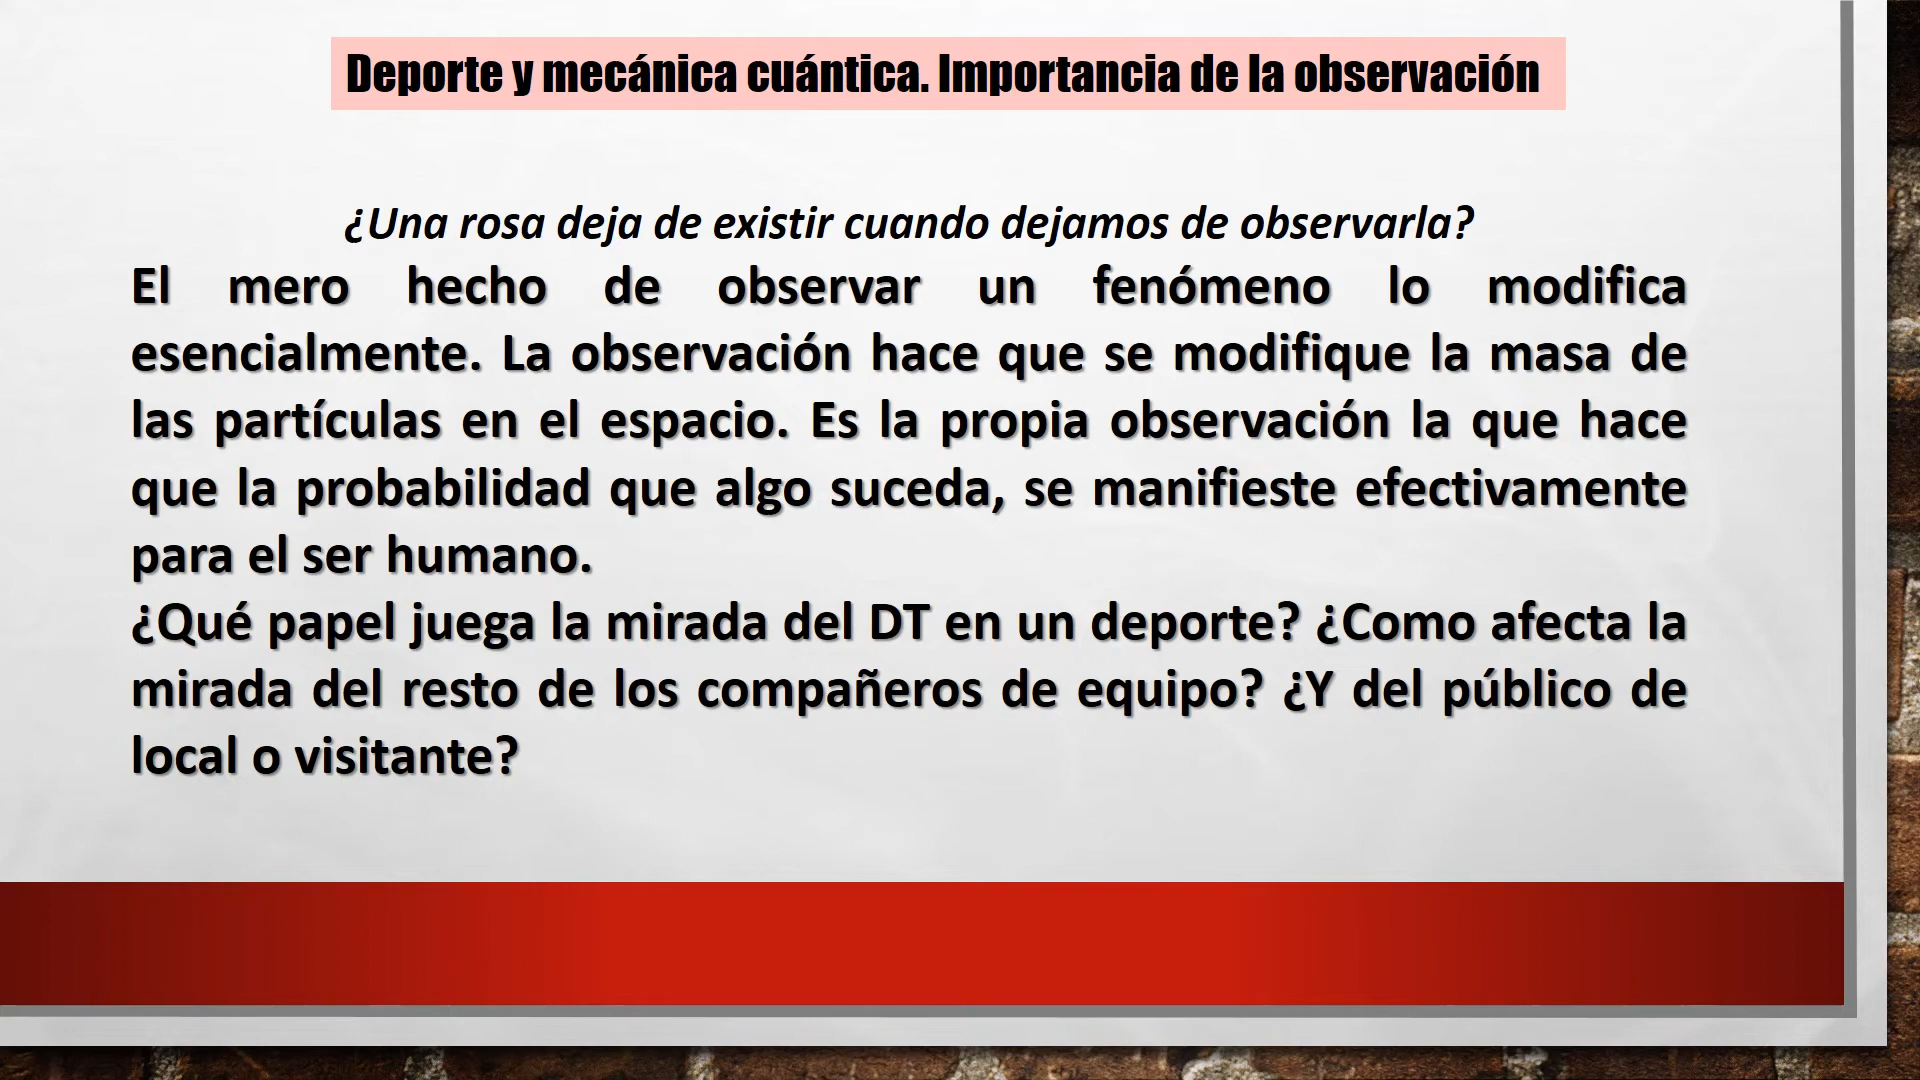 Deporte y mecánica cuántica. Importancia de la observación
¿Una rosa deja de existir cuando dejamos de observarla?
El mero hecho de observar un fenómeno lo modifica
esencialmente. La observación hace que se modifique la masa de
las partículas en el espacio. Es la propia observación la que hace
que la probabilidad que algo suceda, se manifieste efectivamente
para el ser humano.
¿Qué papel juega la mirada del DT en un deporte? ¿Como afecta la
mirada del resto de los compañeros de equipo? ¿Y del público de
local o visitante?